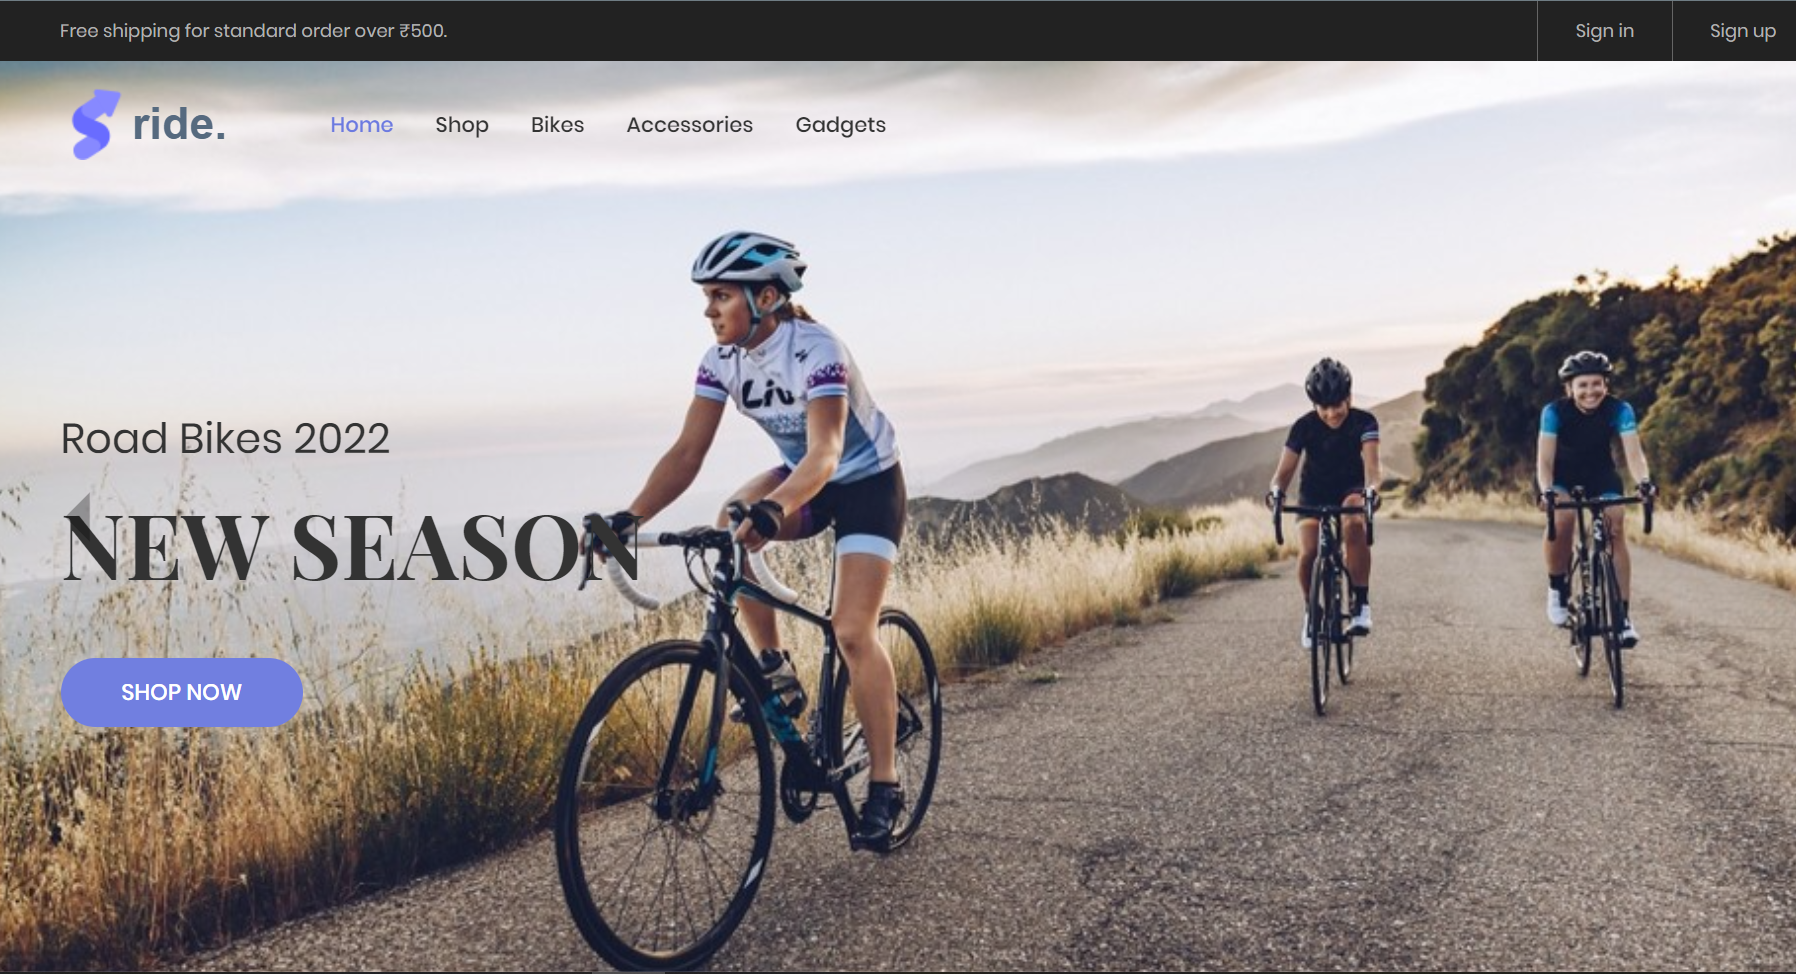 Free shipping for standard order over ₹500.
Sign in
Sign up
ride.
Home
Shop
Bikes
Accessories
Gadgets
Liv
Road Bikes 2022
NEW SEASON
SHOP NOW